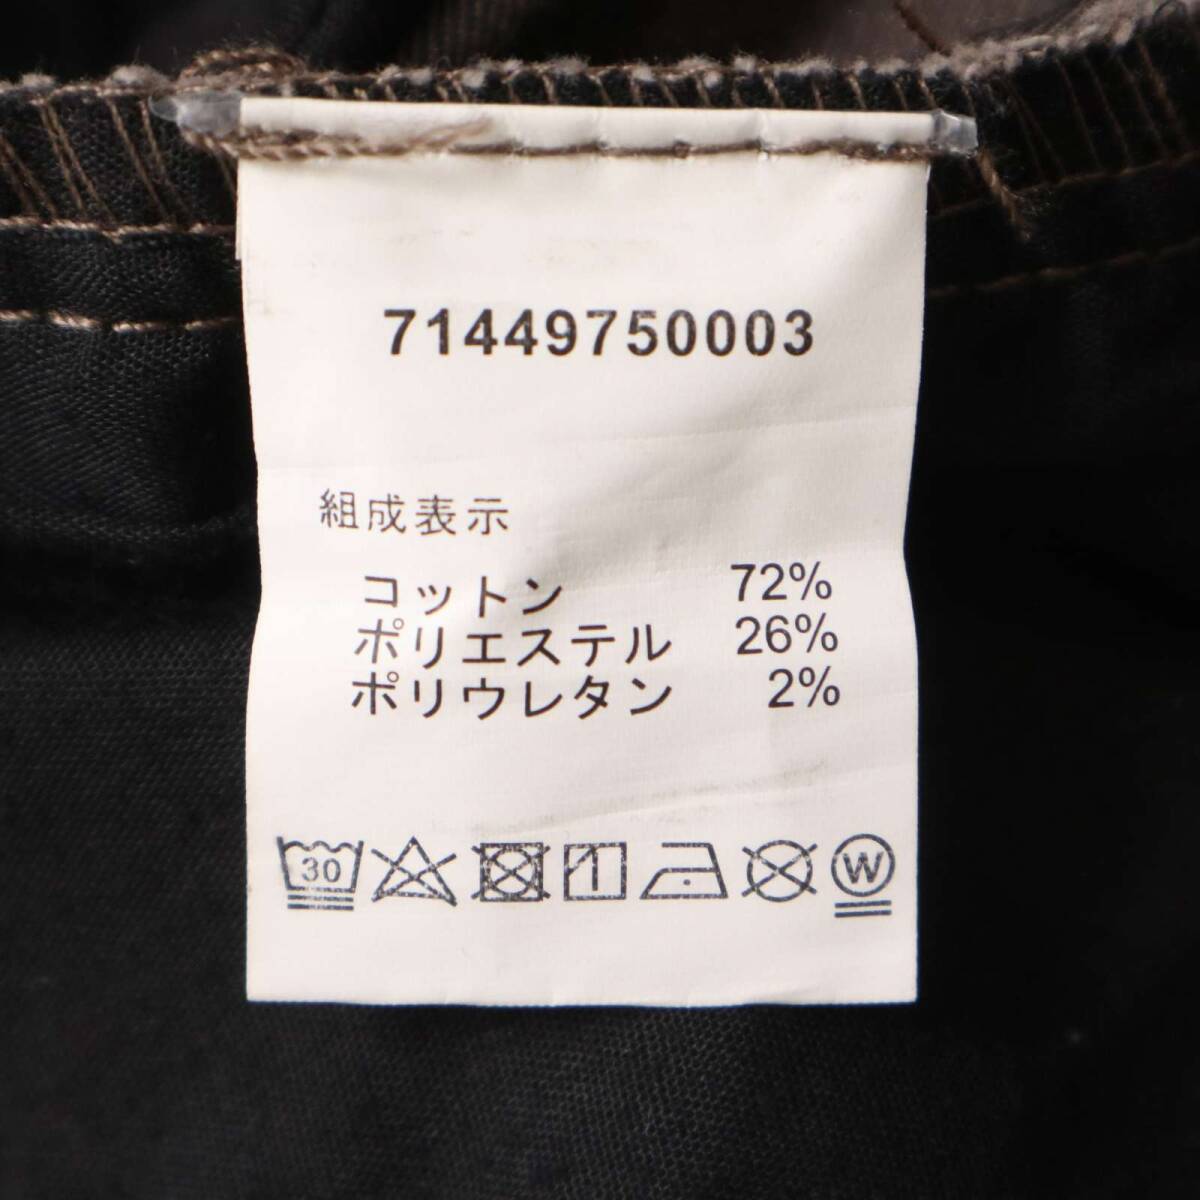 71449750003
組成表示
コットン 72%
ポリエステル 26%
ポリウレタン 2%
30 W